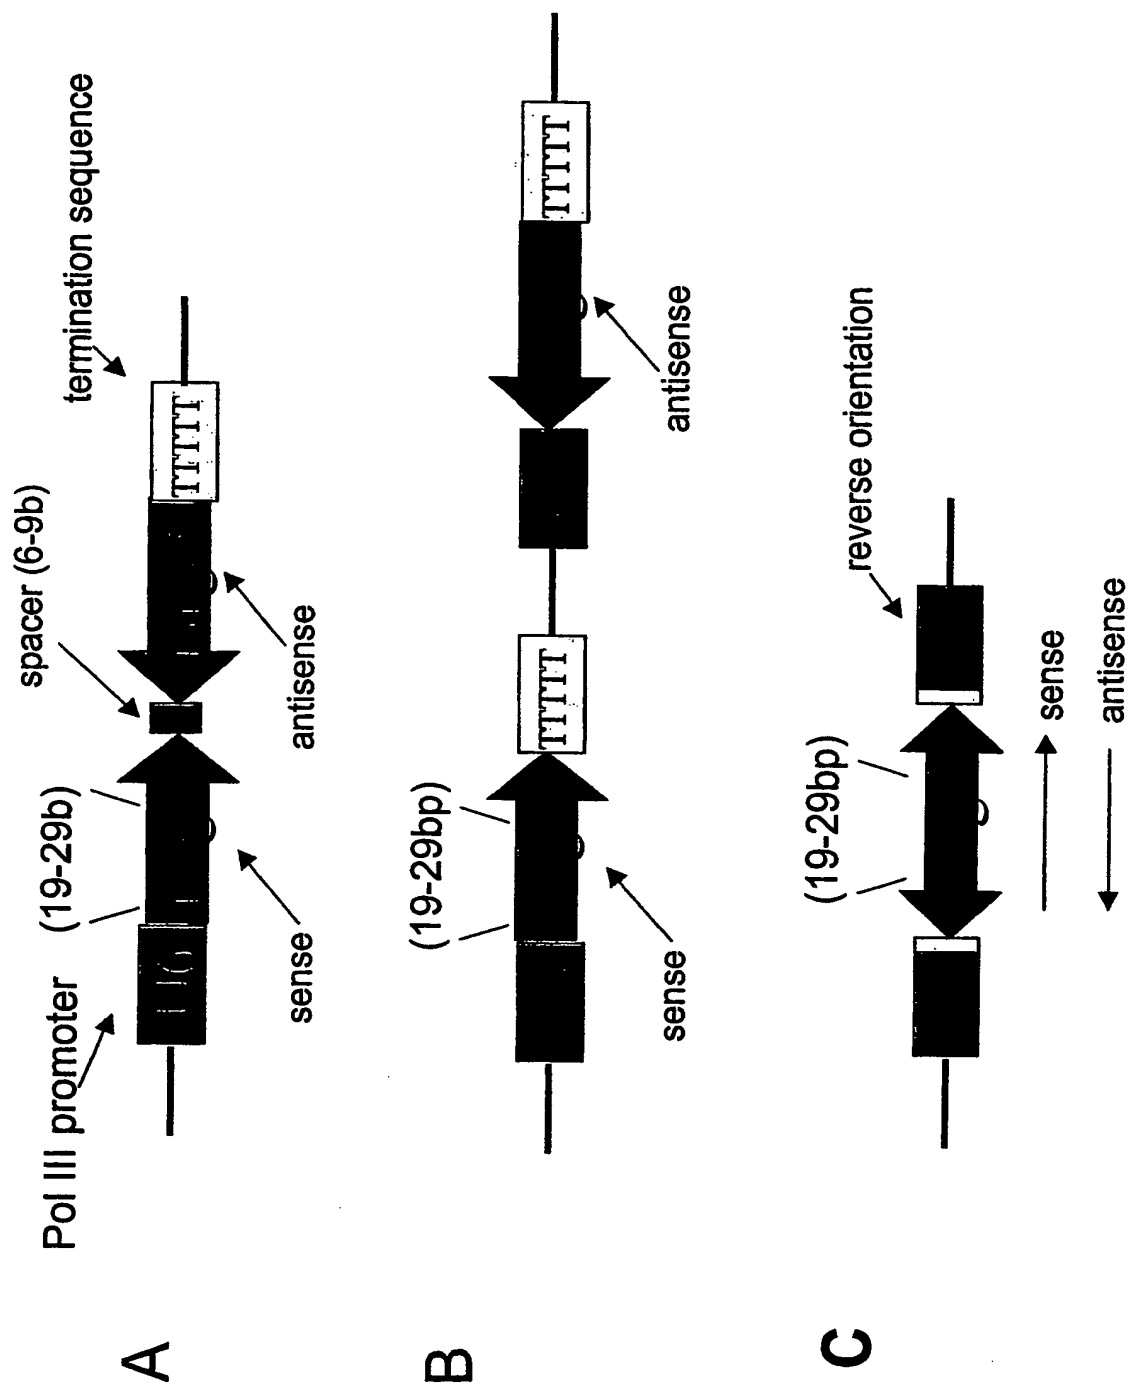 A
Pol III promoter
(19-29b)
spacer (6-9b)
termination sequence
TTTTT
sense
antisense
B
(19-29bp)
TTTTT
TTTTT
sense
antisense
C
(19-29bp)
reverse orientation
sense
antisense